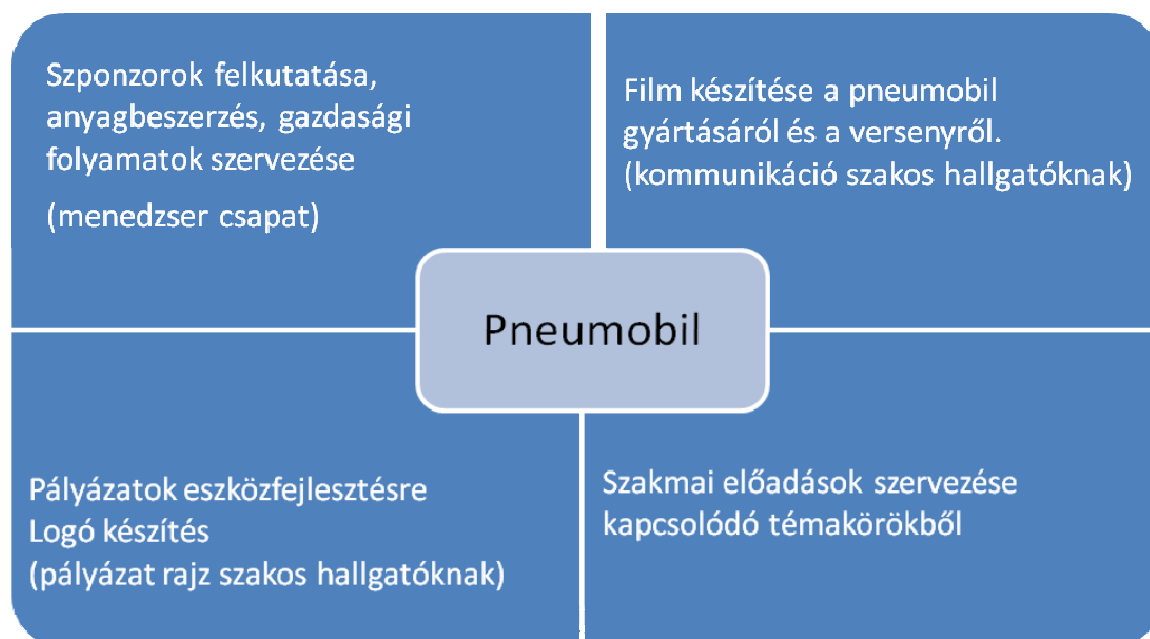 Szponzorok felkutatása,
anyagbeszerzés, gazdasági
folyamatok szervezése
(menedzser csapat)
Film készítése a pneumobil
gyártásáról és a versenyről.
(kommunikáció szakos hallgatóknak)
Pneumobil
Pályázatok eszközfejlesztésre
Logó készítés
(pályázat rajz szakos hallgatóknak)
Szakmai előadások szervezése
kapcsolódó témakörökből